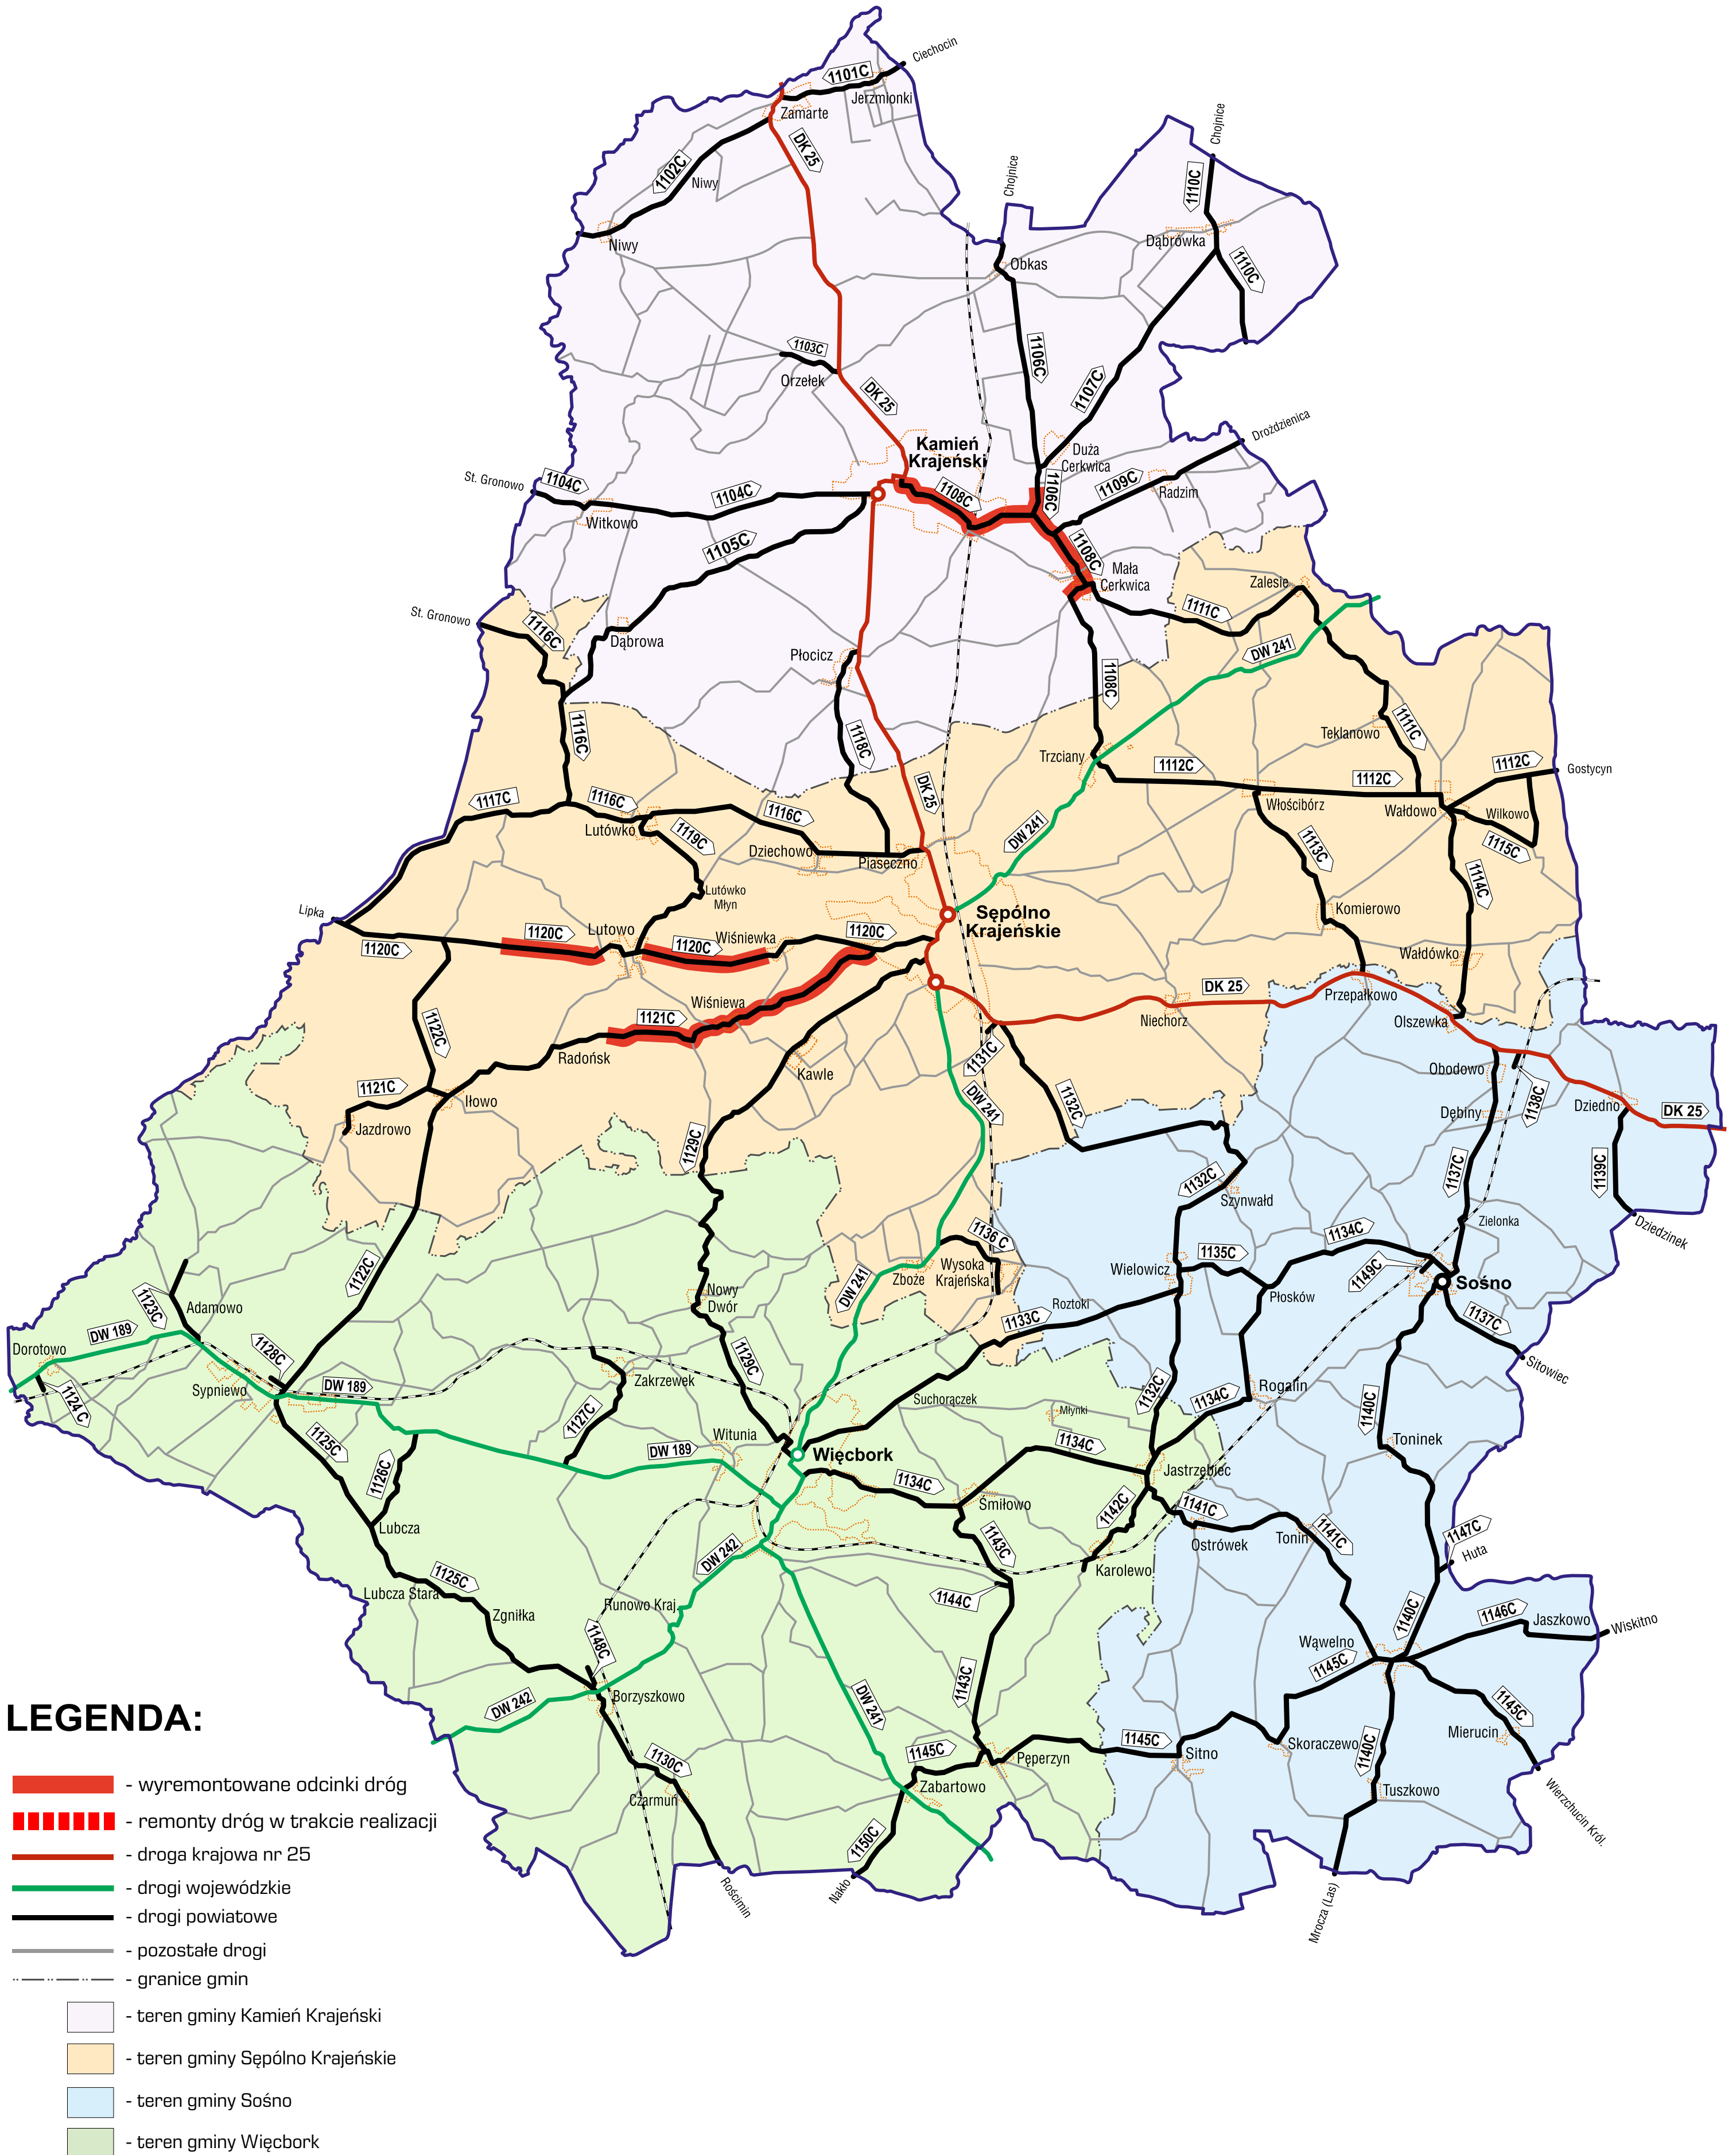 Ciechocin
1101C
Jerzmionki
Zamarte
DK 25
1102C
Niwy
Niwy
Chojnice
Chojnice
1110C
Dąbrówka
1110C
Obkas
1103C
Orzełek
1106C
1107C
DK 25
Kamień
Krajeński
Duża
Cerkwica
Drożdzienica
St. Gronowo
1104C
1104C
Witkowo
1108C
1106C
1109C
Radzim
1105C
1108C
Mała
Cerkwica
Zalesie
St. Gronowo
1116C
Dąbrowa
1111C
DW 241
Płocicz
1108C
1116C
1118C
Teklanowo
1111C
Trzciany
1112C
1112C
1112C
Gostycyn
1117C
1116C
1116C
DK 25
Włościbórz
Wałdowo
Wilkowo
Lutówko
1119C
Dziechowo
Piaseczno
DW 241
1113C
1115C
1114C
Lutówko
Młyn
Lipka
Sępólno
Krajeńskie
Komierowo
1120C
1120C
Lutowo
1120C
Wiśniewka
1120C
Wałdówko
1122C
1121C
Wiśniewa
DK 25
Niechorz
Przepałkowo
Olszewka
Radońsk
Kawle
1131C
1121C
Iłowo
Jazdrowo
DW 241
1132C
Obodowo
1138C
Dębiny
Dziedno
DK 25
1129C
1132C
Szynwałd
1137C
1139C
Zielonka
Dziedzinek
1136 C
Wysoka
Krajeńska
Zboże
DW 241
1122C
1134C
1135C
Wielowicz
1149C
Sośno
Płosków
1137C
Sitowiec
Nowy
Dwór
Roztoki
1133C
1123C
Adamowo
DW 189
Dorotowo
1128C
1129C
1124 C
Sypniewo
DW 189
Zakrzewek
1127C
Suchorączek
1132C
1134C
Rogalin
1140C
Młynki
1125C
1126C
DW 189
Witunia
Więcbork
1134C
1134C
Jastrzębiec
Toninek
Śmiłowo
1142C
1141C
Ostrówek
Tonin
1141C
1147C
Huta
Lubcza
1143C
Karolewo
1144C
DW 242
Lubcza Stara
1125C
Zgniłka
Runowo Kraj.
1148C
1140C
1146C
Jaszkowo
Wiskitno
Wąwelno
1145C
1143C
Borzyszkowo
DW 242
DW 241
1145C
Mierucin
Skoraczewo
1140C
1145C
Sitno
1145C
Pęperzyn
1130C
Czarmuń
Zabartowo
Tuszkowo
Wierzchucin Król.
1150C
Nakło
Rościmin
Mrocza (Las)
LEGENDA:
- wyremontowane odcinki dróg
- remonty dróg w trakcie realizacji
- droga krajowa nr 25
- drogi wojewódzkie
- drogi powiatowe
- pozostałe drogi
- granice gmin
- teren gminy Kamień Krajeński
- teren gminy Sępólno Krajeńskie
- teren gminy Sośno
- teren gminy Więcbork